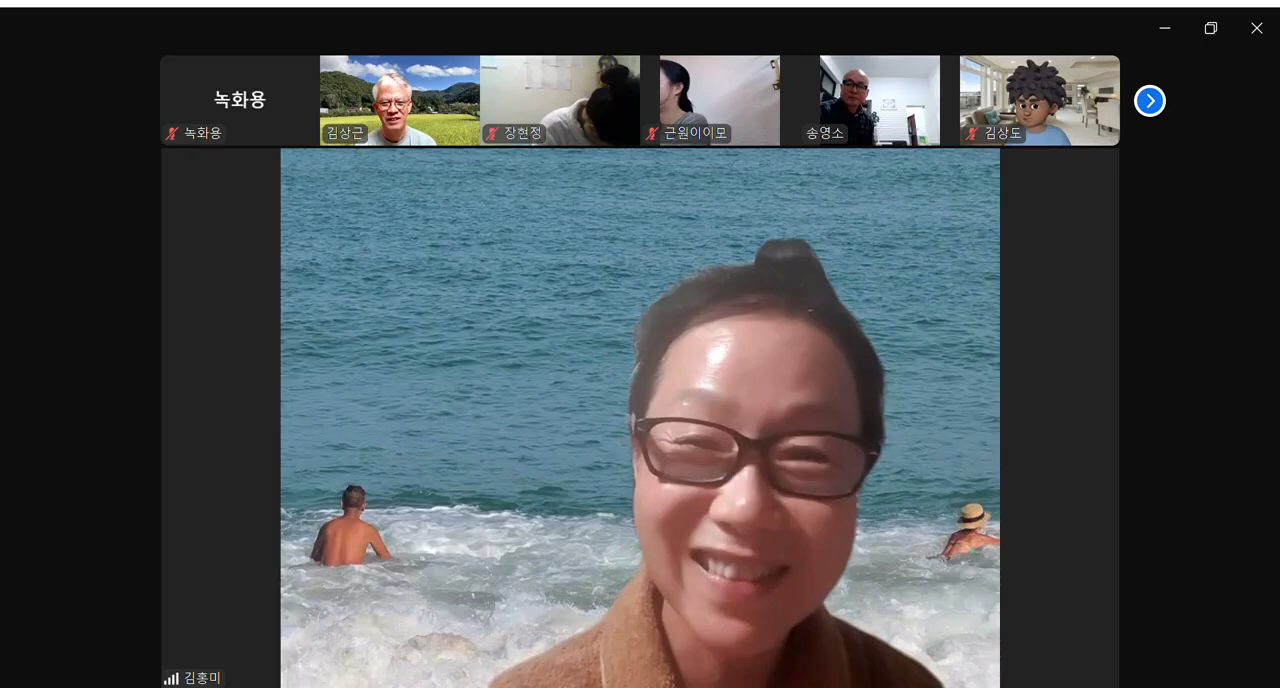 녹화용
녹화용
김상근
장현정
근원이이모
송영소
김상도
김홍미